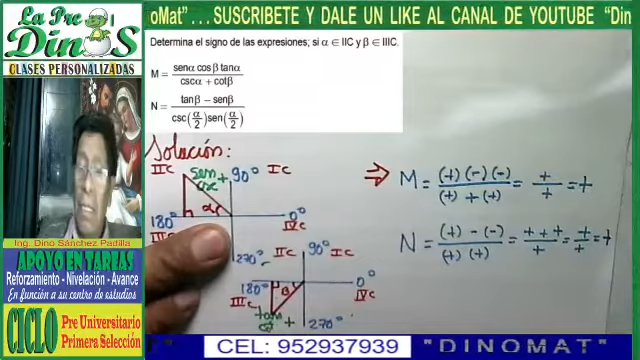 inoMat"... SUSCRIBETE Y DALE UN LIKE AL CANAL DE YOUTUBE "Din
La Pre
DinoS
CLASES PERSONALIZADAS
Determina el signo de las expresiones; si α ∈ IIC y β ∈ IIIC.
M = senα cosβ tanα / cscα + cotβ
N = tanβ − senβ / csc(α/2)sen(α/2)
Solución:
IIC sen csc + 90° IC
α
180° 0°
IIIC 270° IVC
⇒ M = (+)(−)(−) / (+) + (+) = + / + = +
N = (+) − (−) / (+)(+) = + + + / + = + / + = +
IIC 90° IC
180° β 0°
IIIC IVC
tan + 270°
Ing. Dino Sánchez Padilla
APOYO EN TAREAS
Reforzamiento - Nivelación - Avance
En función a su centro de estudios
CICLO Pre Universitario
Primera Selección
CEL: 952937939 "DINOMAT"